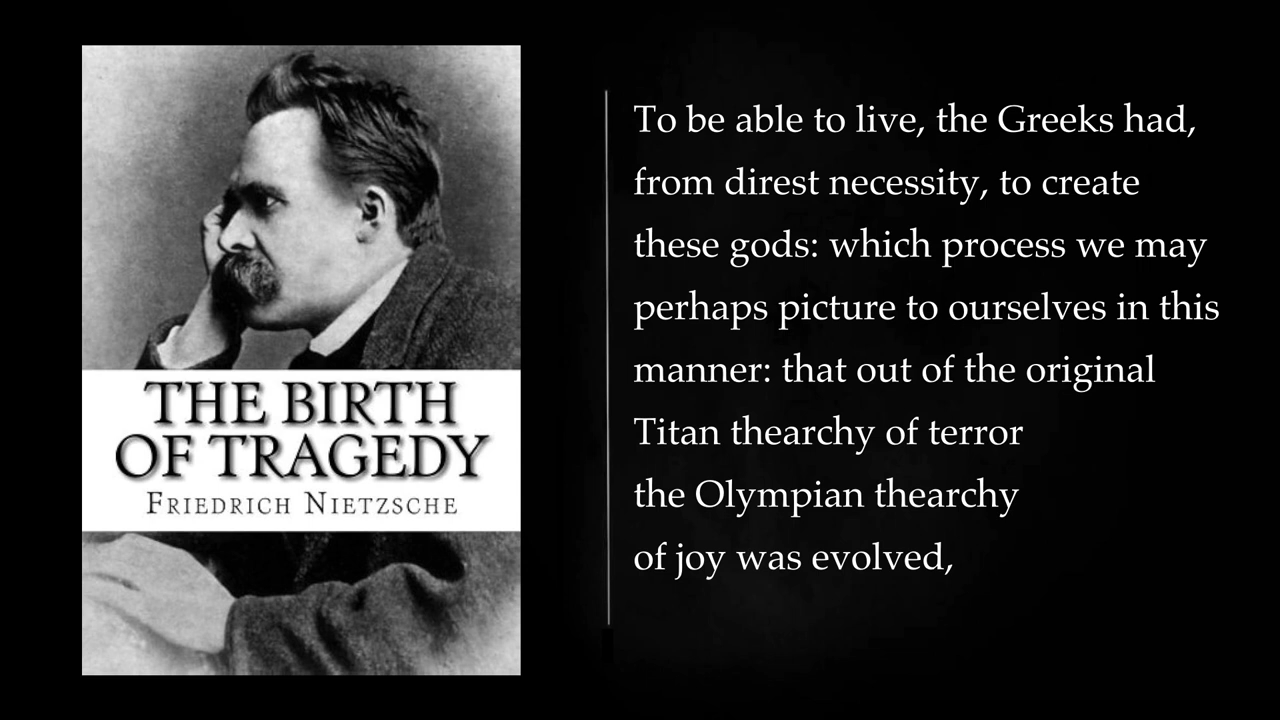 THE BIRTH
OF TRAGEDY
FRIEDRICH NIETZSCHE
To be able to live, the Greeks had,
from direst necessity, to create
these gods: which process we may
perhaps picture to ourselves in this
manner: that out of the original
Titan thearchy of terror
the Olympian thearchy
of joy was evolved,